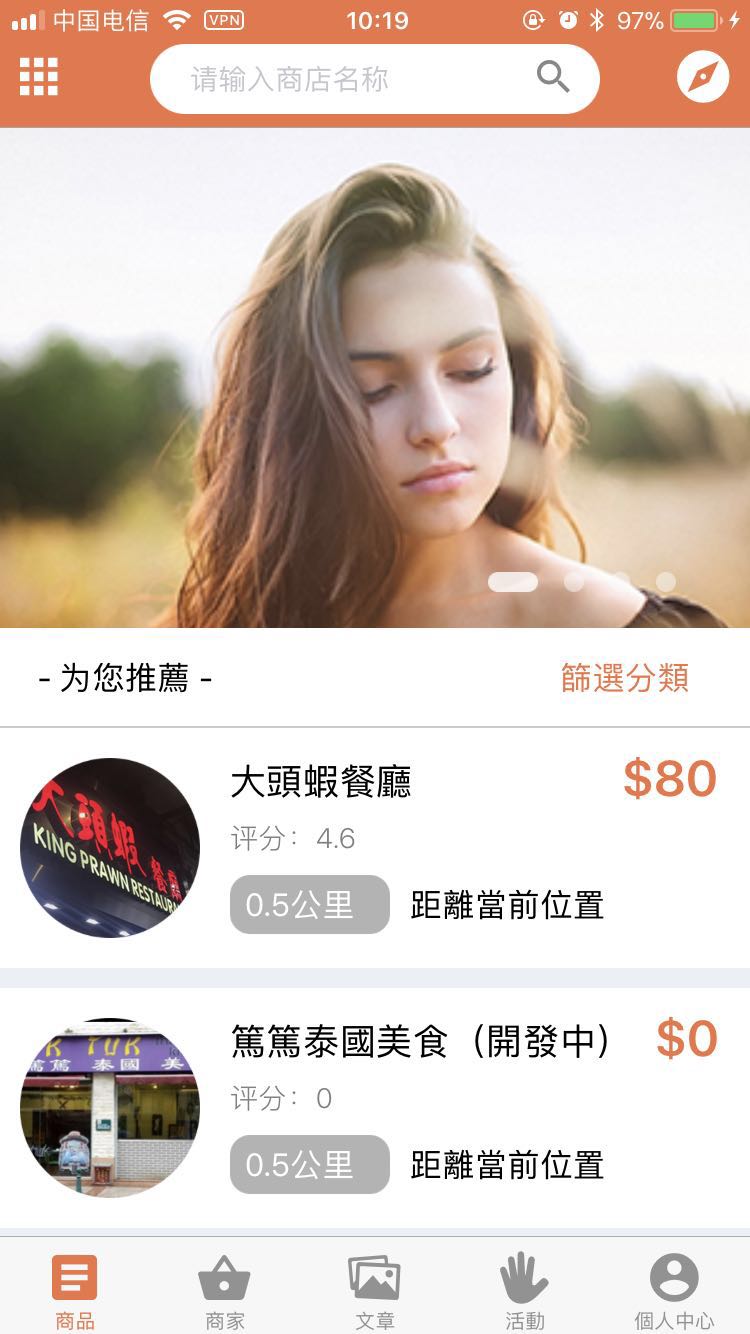 中国电信 VPN 10:19 97%
请输入商店名称
- 为您推薦 -
篩選分類
大頭蝦餐廳
$80
评分：4.6
0.5公里 距離當前位置
大頭蝦餐廳
KING PRAWN RESTAURA
篤篤泰國美食（開發中）
$0
评分：0
0.5公里 距離當前位置
K TUK
篤篤 泰國 美
商品 商家 文章 活動 個人中心